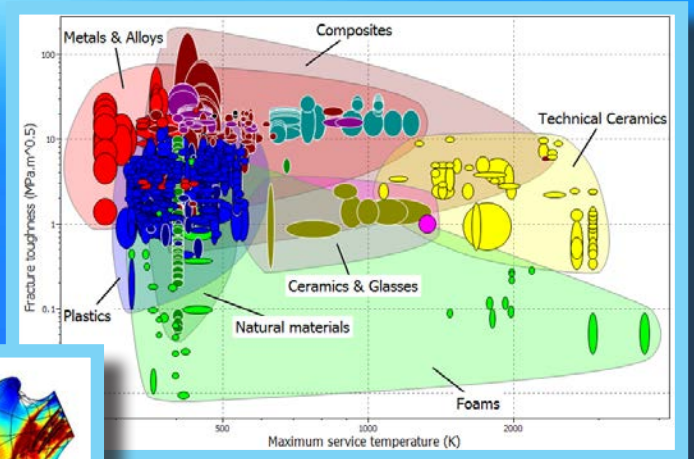 Metals & Alloys
Composites
Technical Ceramics
Ceramics & Glasses
Plastics
Natural materials
Foams
Fracture toughness (MPa.m^0.5)
100
10
1
0.1
500
1000
2000
Maximum service temperature (K)